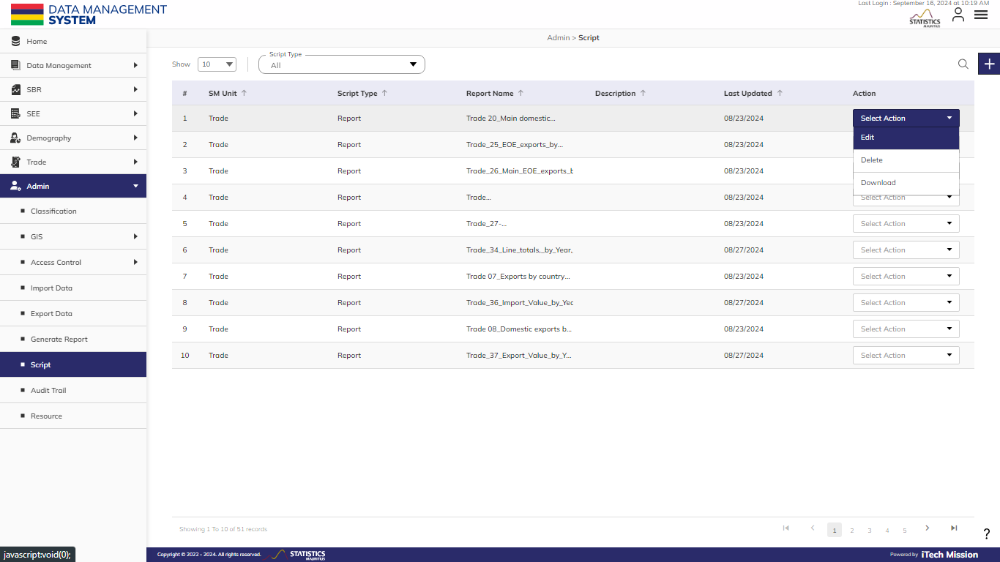 DATA MANAGEMENT
SYSTEM
Last Login : September 16, 2024 at 10:19 AM
STATISTICS
MAURITIUS
Home
Data Management
SBR
SEE
Demography
Trade
Admin
Classification
GIS
Access Control
Import Data
Export Data
Generate Report
Script
Audit Trail
Resource
Admin > Script
Show 10 Script Type All
# SM Unit Script Type Report Name Description Last Updated Action
1 Trade Report Trade 20_Main domestic... 08/23/2024 Select Action
Edit
2 Trade Report Trade_25_EOE_exports_by... 08/23/2024
Delete
3 Trade Report Trade_26_Main_EOE_exports_b 08/23/2024
Download
4 Trade Report Trade... 08/23/2024 Select Action
5 Trade Report Trade_27-... 08/23/2024 Select Action
6 Trade Report Trade_34_Line_totals,_by_Year, 08/27/2024 Select Action
7 Trade Report Trade 07_Exports by country... 08/23/2024 Select Action
8 Trade Report Trade_36_Import_Value_by_Yea 08/27/2024 Select Action
9 Trade Report Trade 08_Domestic exports b... 08/23/2024 Select Action
10 Trade Report Trade_37_Export_Value_by_Y... 08/27/2024 Select Action
Showing 1 To 10 of 51 records
1 2 3 4 5
?
javascript:void(0);
Copyright © 2022 - 2024. All rights reserved.
STATISTICS
MAURITIUS
Powered by iTech Mission